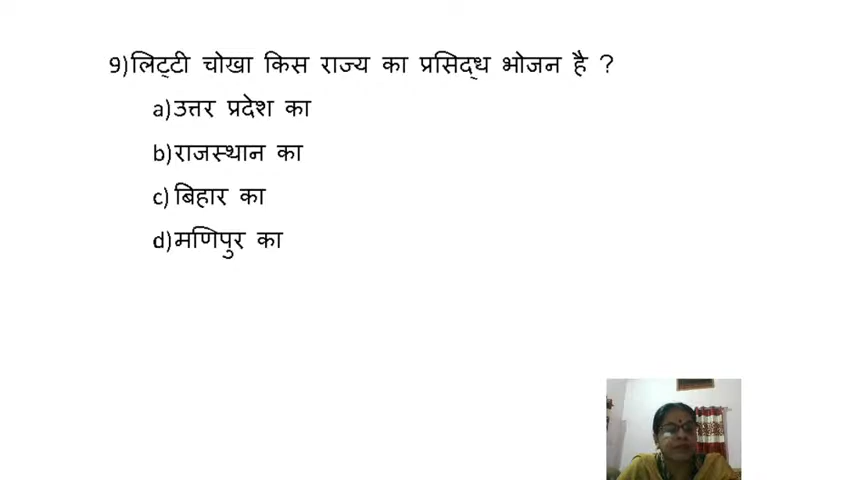 9)लिट्टी चोखा किस राज्य का प्रसिद्ध भोजन है ?
a)उत्तर प्रदेश का
b)राजस्थान का
c) बिहार का
d)मणिपुर का